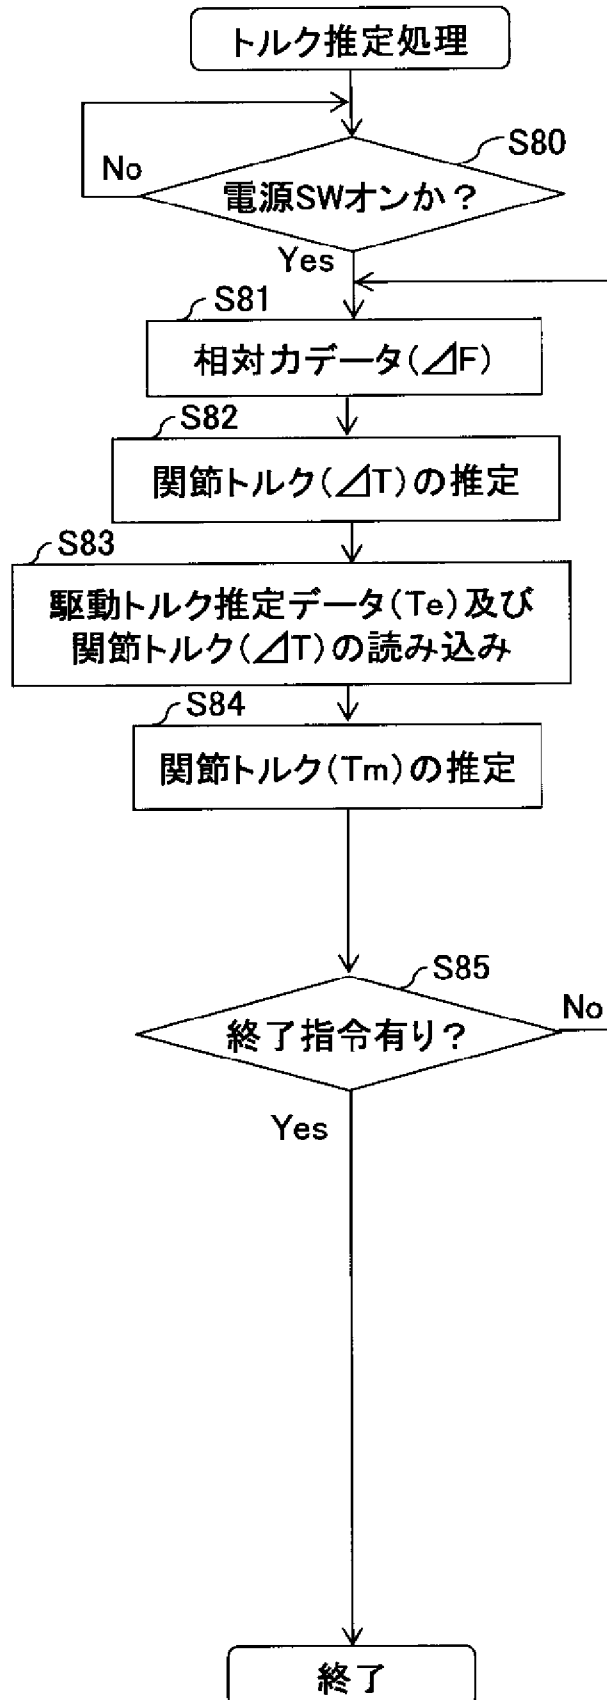 トルク推定処理
S80
No
電源SWオンか?
Yes
S81
相対力データ(⊿F)
S82
関節トルク(⊿T)の推定
S83
駆動トルク推定データ(Te)及び
関節トルク(⊿T)の読み込み
S84
関節トルク(Tm)の推定
S85
No
終了指令有り?
Yes
終了